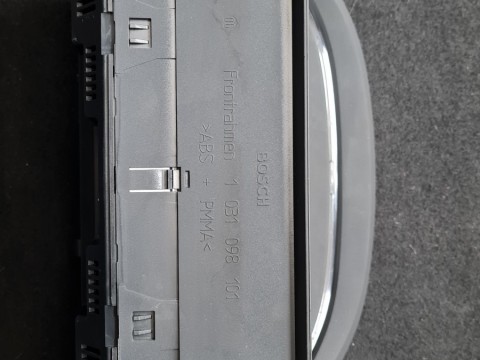 BOSCH
Frontrahmen 1 031 098 101
>ABS + PMMA<